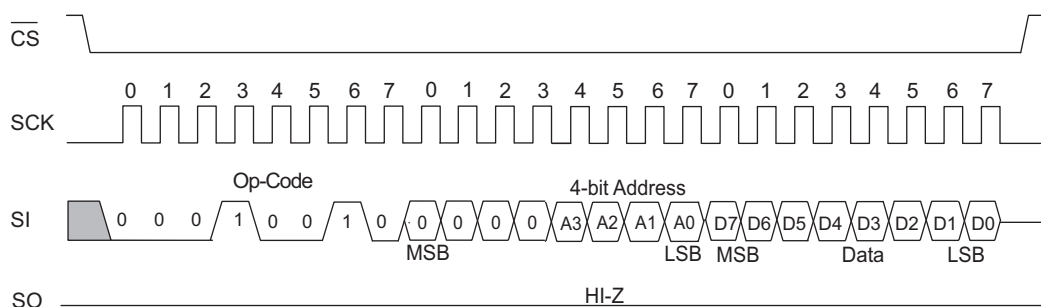 CS
0 1 2 3 4 5 6 7 0 1 2 3 4 5 6 7 0 1 2 3 4 5 6 7
SCK
Op-Code
4-bit Address
SI
0 0 0 1 0 0 1 0 0 0 0 0 A3 A2 A1 A0 D7 D6 D5 D4 D3 D2 D1 D0
MSB LSB MSB Data LSB
HI-Z
SO